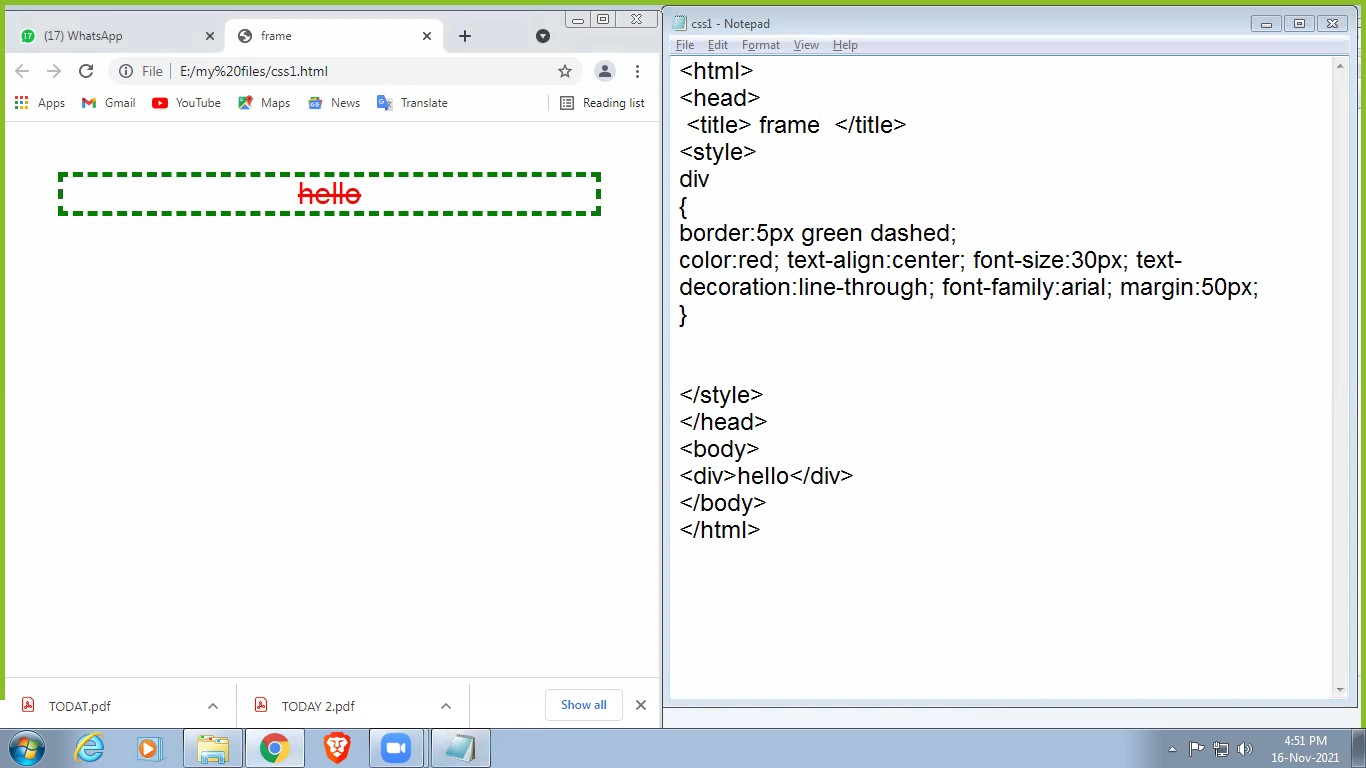 (17) WhatsApp
frame
File
E:/my%20files/css1.html
Apps
Gmail
YouTube
Maps
News
Translate
Reading list
hello
TODAT.pdf
TODAY 2.pdf
Show all
css1 - Notepad
File Edit Format View Help
<html>
<head>
<title> frame </title>
<style>
div
{
border:5px green dashed;
color:red; text-align:center; font-size:30px; text-
decoration:line-through; font-family:arial; margin:50px;
}
</style>
</head>
<body>
<div>hello</div>
</body>
</html>
4:51 PM
16-Nov-2021